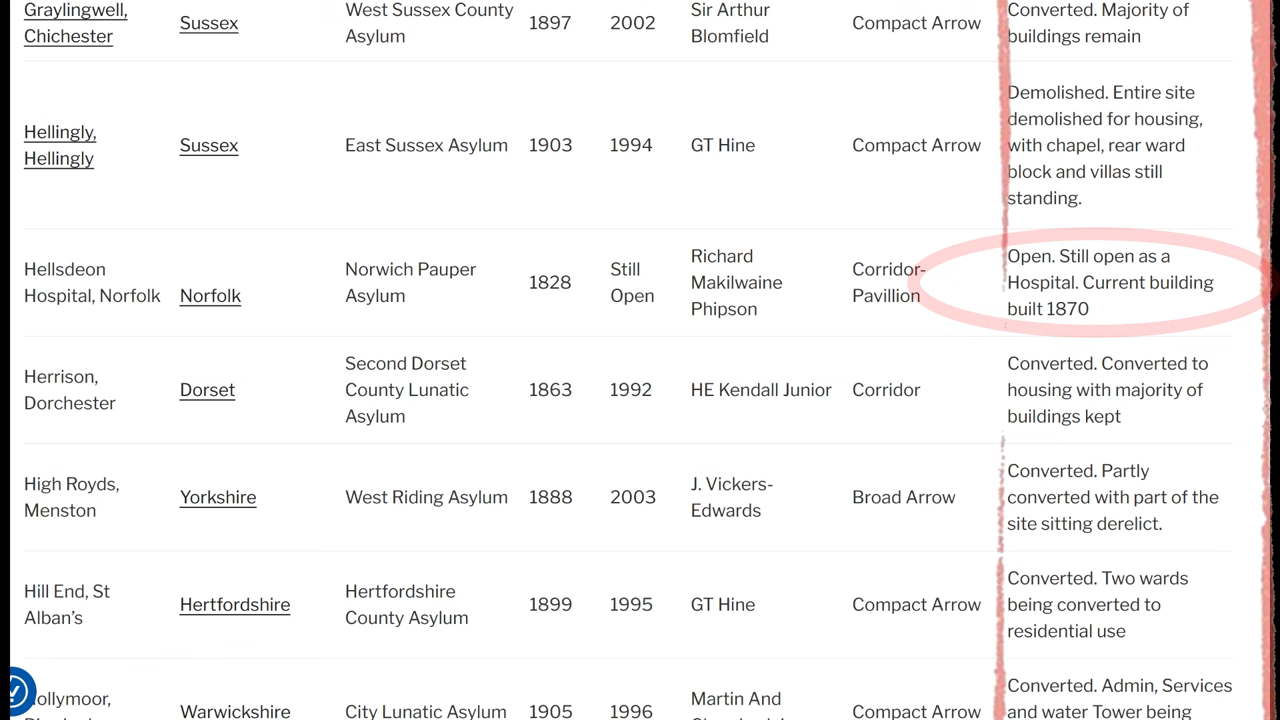 Graylingwell,
Chichester
Sussex
West Sussex County
Asylum
1897
2002
Sir Arthur
Blomfield
Compact Arrow
Converted. Majority of
buildings remain
Hellingly,
Hellingly
Sussex
East Sussex Asylum
1903
1994
GT Hine
Compact Arrow
Demolished. Entire site
demolished for housing,
with chapel, rear ward
block and villas still
standing.
Hellsdeon
Hospital, Norfolk
Norfolk
Norwich Pauper
Asylum
1828
Still
Open
Richard
Makilwaine
Phipson
Corridor-
Pavillion
Open. Still open as a
Hospital. Current building
built 1870
Herrison,
Dorchester
Dorset
Second Dorset
County Lunatic
Asylum
1863
1992
HE Kendall Junior
Corridor
Converted. Converted to
housing with majority of
buildings kept
High Royds,
Menston
Yorkshire
West Riding Asylum
1888
2003
J. Vickers-
Edwards
Broad Arrow
Converted. Partly
converted with part of the
site sitting derelict.
Hill End, St
Alban's
Hertfordshire
Hertfordshire
County Asylum
1899
1995
GT Hine
Compact Arrow
Converted. Two wards
being converted to
residential use
Warwickshire
City Lunatic Asylum
1905
1996
Martin And
Compact Arrow
Converted. Admin, Services
and water Tower being